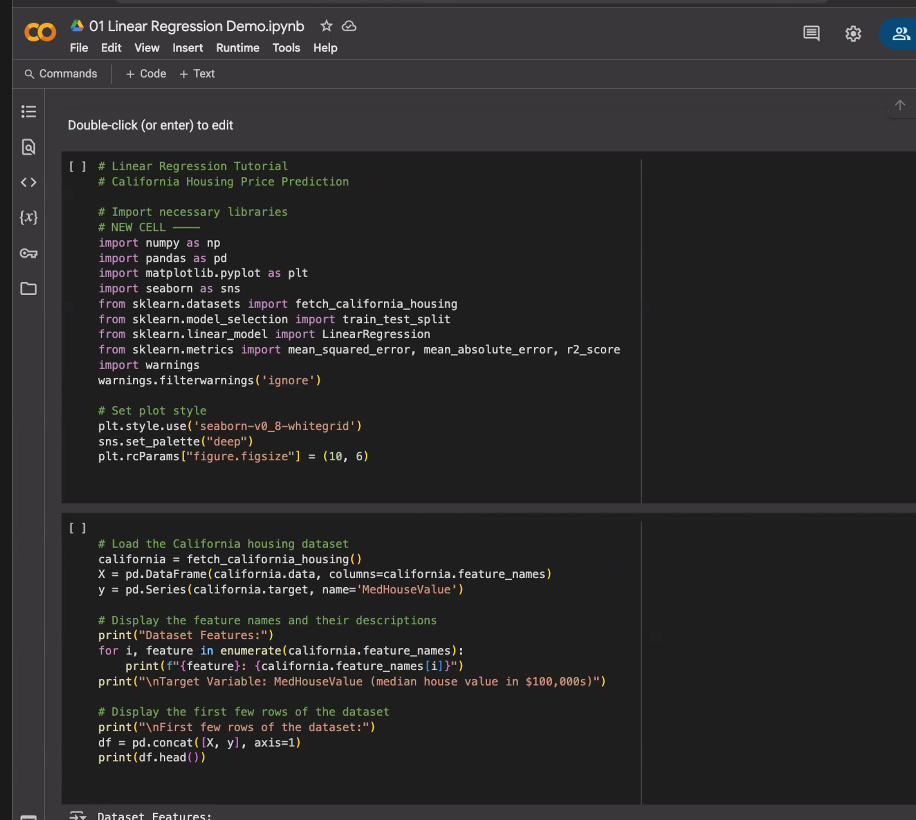 01 Linear Regression Demo.ipynb
File Edit View Insert Runtime Tools Help
Commands + Code + Text
Double-click (or enter) to edit
[ ] # Linear Regression Tutorial
# California Housing Price Prediction
# Import necessary libraries
# NEW CELL ————
import numpy as np
import pandas as pd
import matplotlib.pyplot as plt
import seaborn as sns
from sklearn.datasets import fetch_california_housing
from sklearn.model_selection import train_test_split
from sklearn.linear_model import LinearRegression
from sklearn.metrics import mean_squared_error, mean_absolute_error, r2_score
import warnings
warnings.filterwarnings('ignore')
# Set plot style
plt.style.use('seaborn-v0_8-whitegrid')
sns.set_palette("deep")
plt.rcParams["figure.figsize"] = (10, 6)
[ ]
# Load the California housing dataset
california = fetch_california_housing()
X = pd.DataFrame(california.data, columns=california.feature_names)
y = pd.Series(california.target, name='MedHouseValue')
# Display the feature names and their descriptions
print("Dataset Features:")
for i, feature in enumerate(california.feature_names):
    print(f"{feature}: {california.feature_names[i]}")
print("\nTarget Variable: MedHouseValue (median house value in $100,000s)")
# Display the first few rows of the dataset
print("\nFirst few rows of the dataset:")
df = pd.concat([X, y], axis=1)
print(df.head())
Dataset Features: